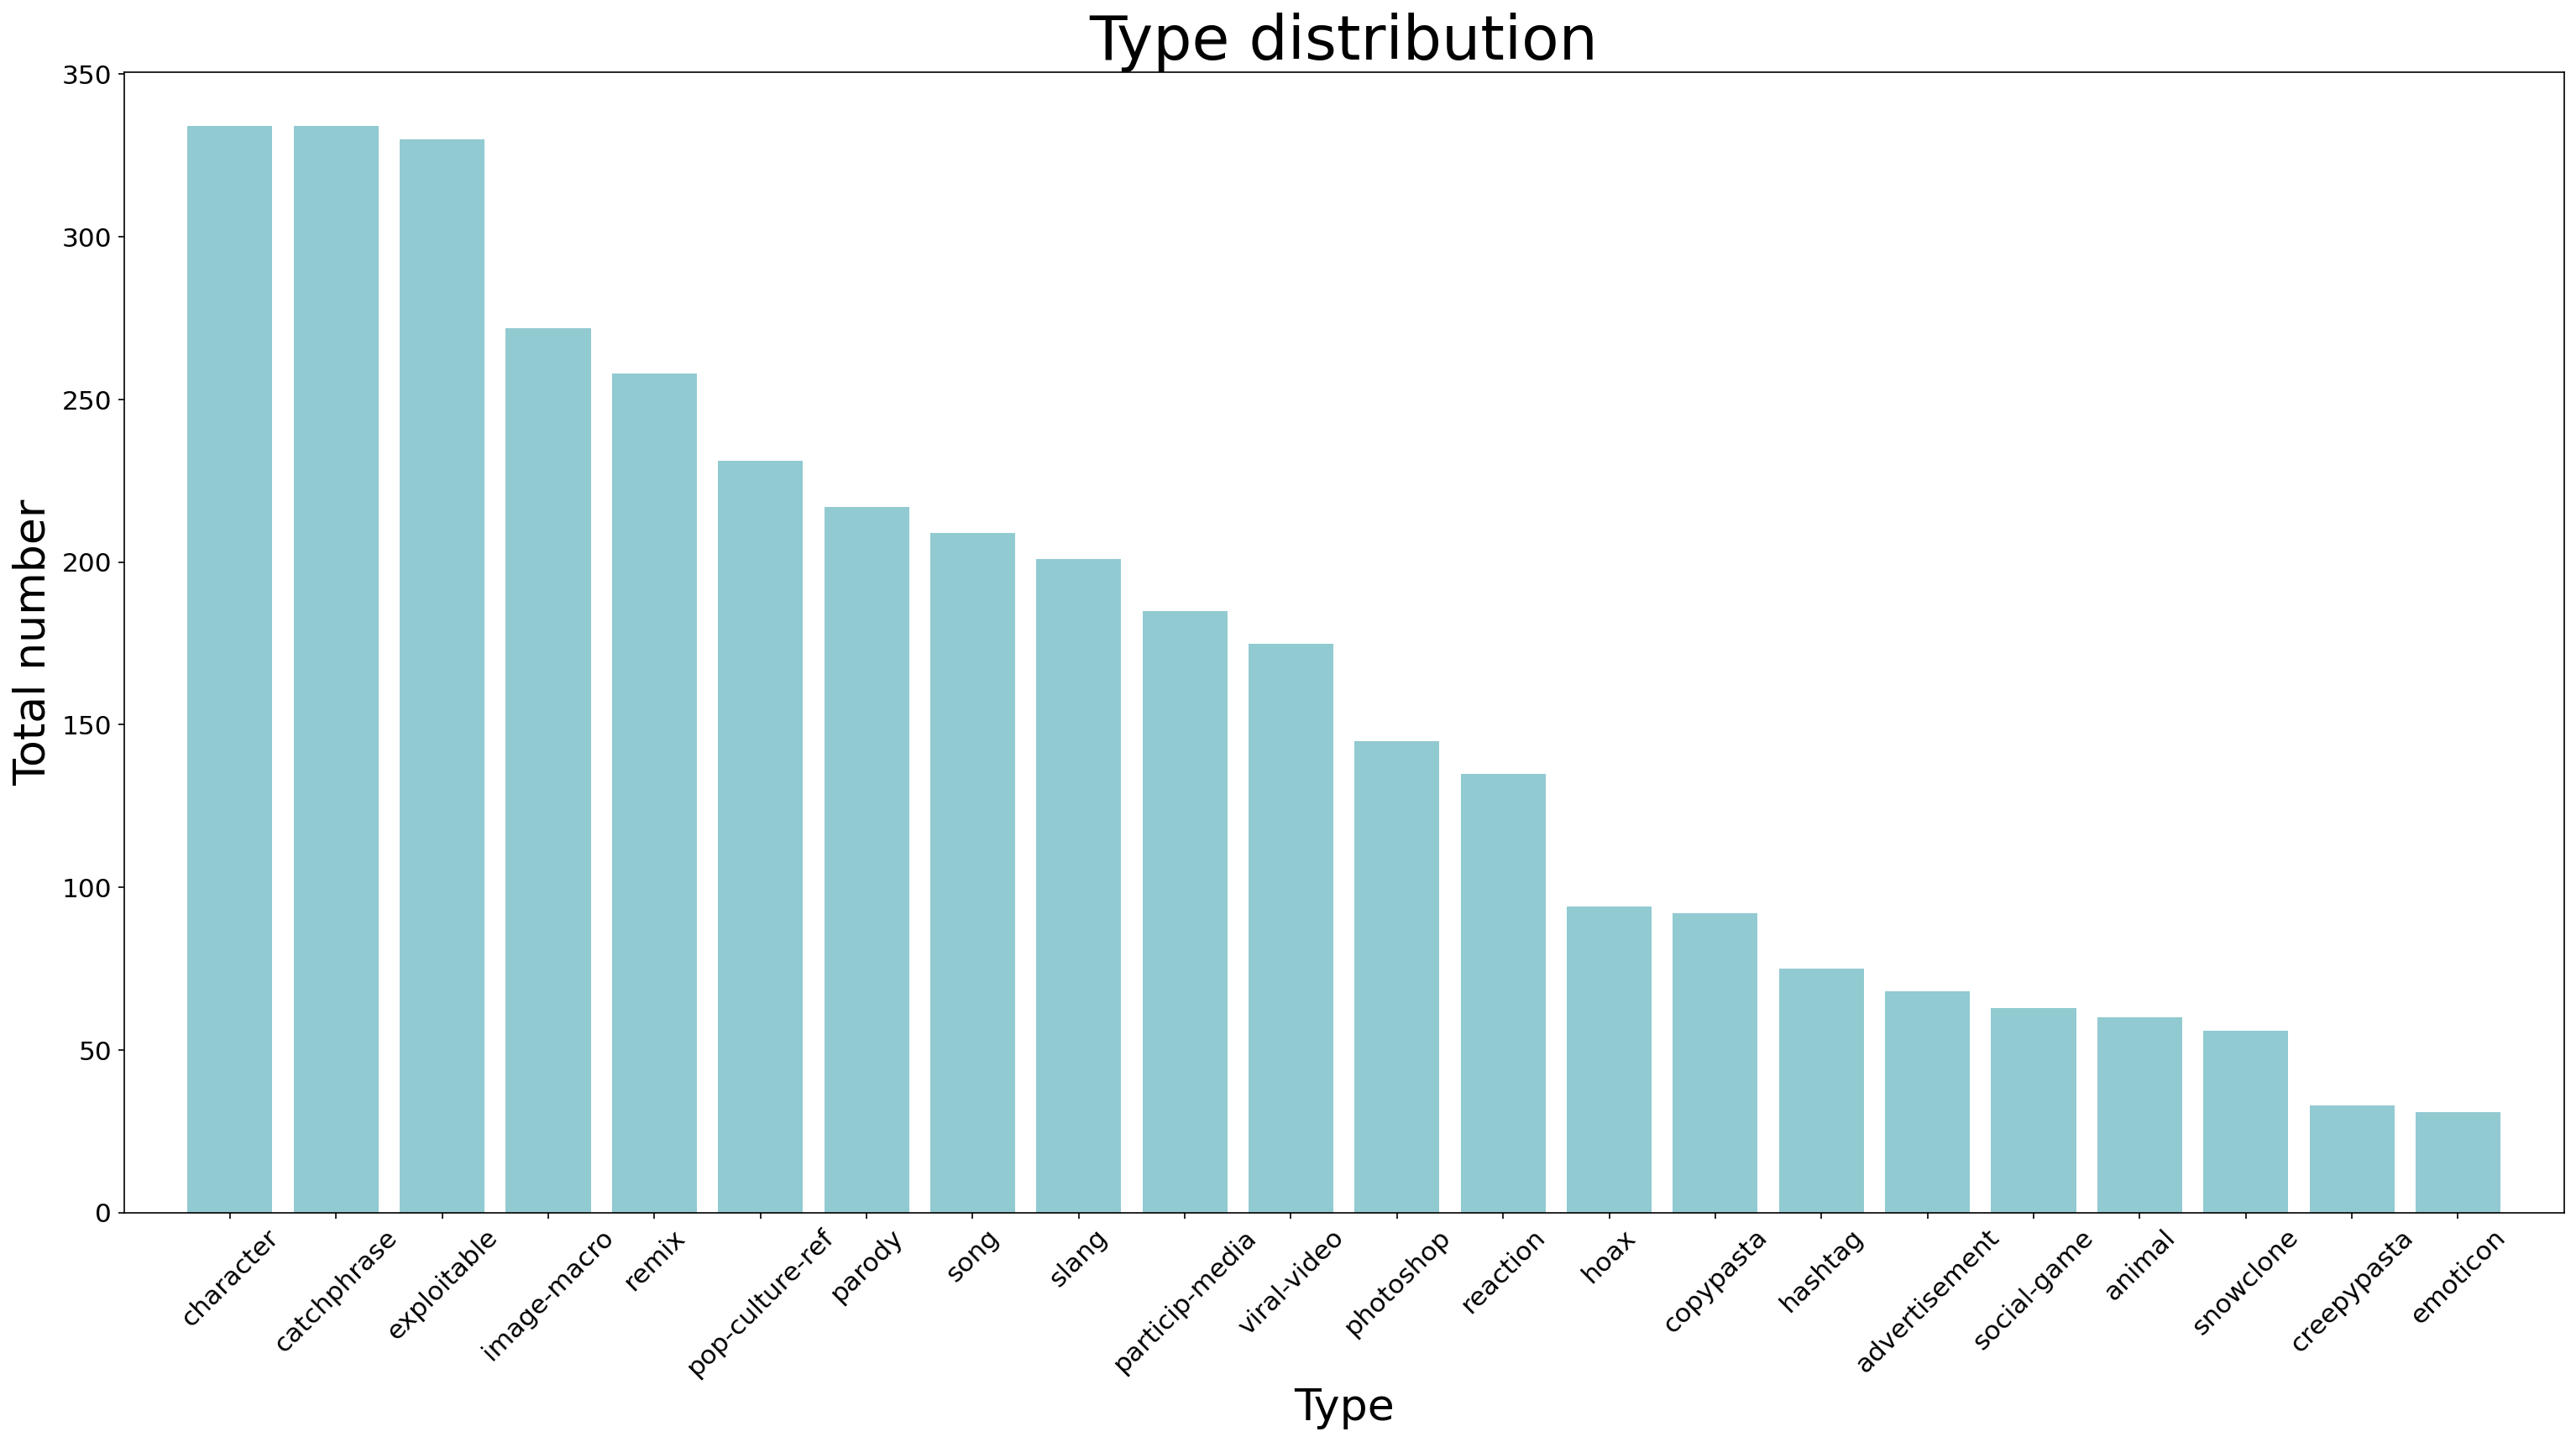 Type distribution
Total number
350
300
250
200
150
100
50
0
character
catchphrase
exploitable
image-macro
remix
pop-culture-ref
parody
song
slang
particip-media
viral-video
photoshop
reaction
hoax
copypasta
hashtag
advertisement
social-game
animal
snowclone
creepypasta
emoticon
Type